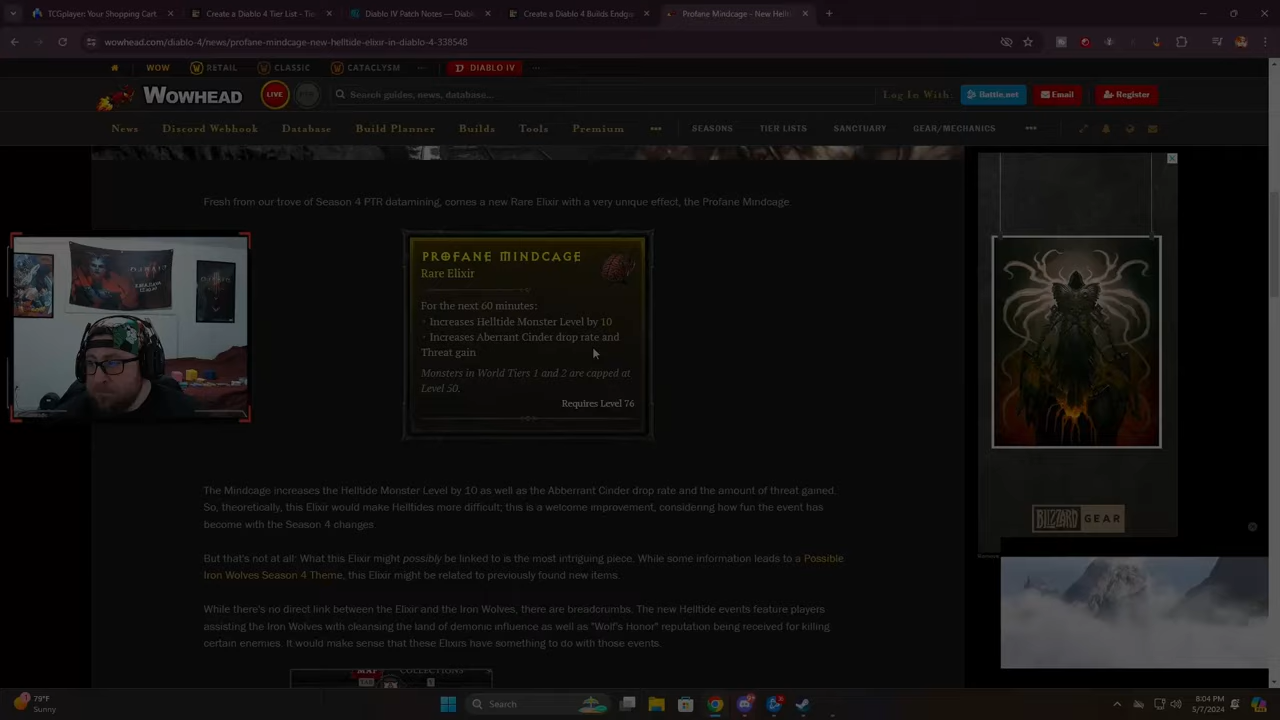 TCGplayer: Your Shopping Cart
Create a Diablo 4 Tier List - Tie
Diablo IV Patch Notes — Diabl
Create a Diablo 4 Builds Endga
Profane Mindcage - New Hellt
wowhead.com/diablo-4/news/profane-mindcage-new-helltide-elixir-in-diablo-4-338548
WOW RETAIL CLASSIC CATACLYSM DIABLO IV
WOWHEAD LIVE Search guides, news, database... Log In With: Battle.net Email Register
News Discord Webhook Database Build Planner Builds Tools Premium SEASONS TIER LISTS SANCTUARY GEAR/MECHANICS
Fresh from our trove of Season 4 PTR datamining, comes a new Rare Elixir with a very unique effect, the Profane Mindcage.
PROFANE MINDCAGE
Rare Elixir
For the next 60 minutes:
· Increases Helltide Monster Level by 10
· Increases Aberrant Cinder drop rate and
Threat gain
Monsters in World Tiers 1 and 2 are capped at
Level 50.
Requires Level 76
BLIZZARD GEAR
The Mindcage increases the Helltide Monster Level by 10 as well as the Abberrant Cinder drop rate and the amount of threat gained.
So, theoretically, this Elixir would make Helltides more difficult; this is a welcome improvement, considering how fun the event has
become with the Season 4 changes.
But that's not at all: What this Elixir might possibly be linked to is the most intriguing piece. While some information leads to a Possible
Iron Wolves Season 4 Theme, this Elixir might be related to previously found new items.
While there's no direct link between the Elixir and the Iron Wolves, there are breadcrumbs. The new Helltide events feature players
assisting the Iron Wolves with cleansing the land of demonic influence as well as "Wolf's Honor" reputation being received for killing
certain enemies. It would make sense that these Elixirs have something to do with those events.
MAP COLLECTIONS
79°F
Sunny
Search
8:04 PM
5/7/2024